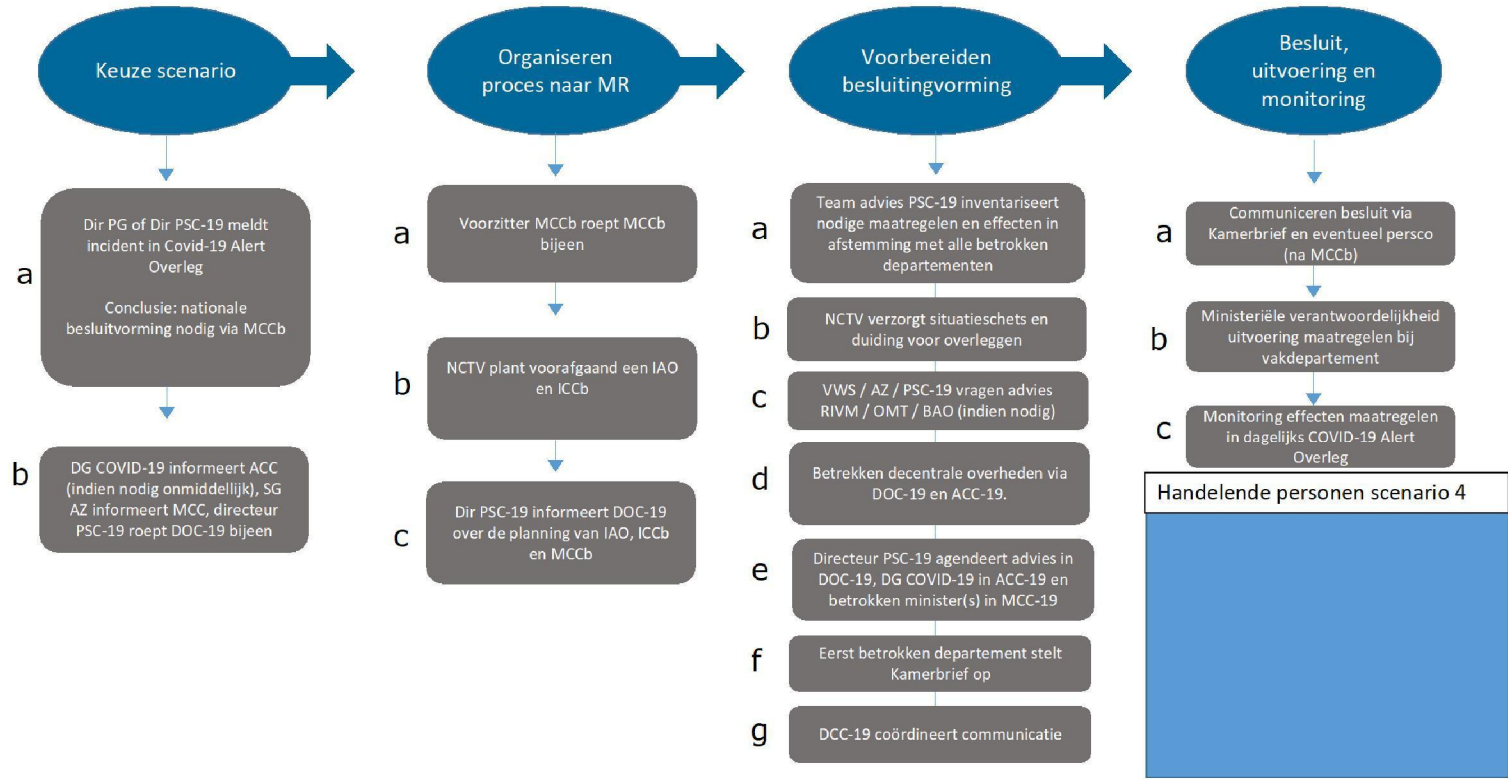 Keuze scenario
a
Dir PG of Dir PSC-19 meldt
incident in Covid-19 Alert
Overleg
Conclusie: nationale
besluitvorming nodig via MCCb
b
DG COVID-19 informeert ACC
(indien nodig onmiddellijk), SG
AZ informeert MCC, directeur
PSC-19 roept DOC-19 bijeen
Organiseren
proces naar MR
a
Voorzitter MCCb roept MCCb
bijeen
b
NCTV plant voorafgaand een IAO
en ICCb
c
Dir PSC-19 informeert DOC-19
over de planning van IAO, ICCb
en MCCb
Voorbereiden
besluitingvorming
a
Team advies PSC-19 inventariseert
nodige maatregelen en effecten in
afstemming met alle betrokken
departementen
b
NCTV verzorgt situatieschets en
duiding voor overleggen
c
VWS / AZ / PSC-19 vragen advies
RIVM / OMT / BAO (indien nodig)
d
Betrekken decentrale overheden via
DOC-19 en ACC-19.
e
Directeur PSC-19 agendeert advies in
DOC-19, DG COVID-19 in ACC-19 en
betrokken minister(s) in MCC-19
f
Eerst betrokken departement stelt
Kamerbrief op
g
DCC-19 coördineert communicatie
Besluit,
uitvoering en
monitoring
a
Communiceren besluit via
Kamerbrief en eventueel persco
(na MCCb)
b
Ministeriële verantwoordelijkheid
uitvoering maatregelen bij
vakdepartement
c
Monitoring effecten maatregelen
in dagelijks COVID-19 Alert
Overleg
Handelende personen scenario 4